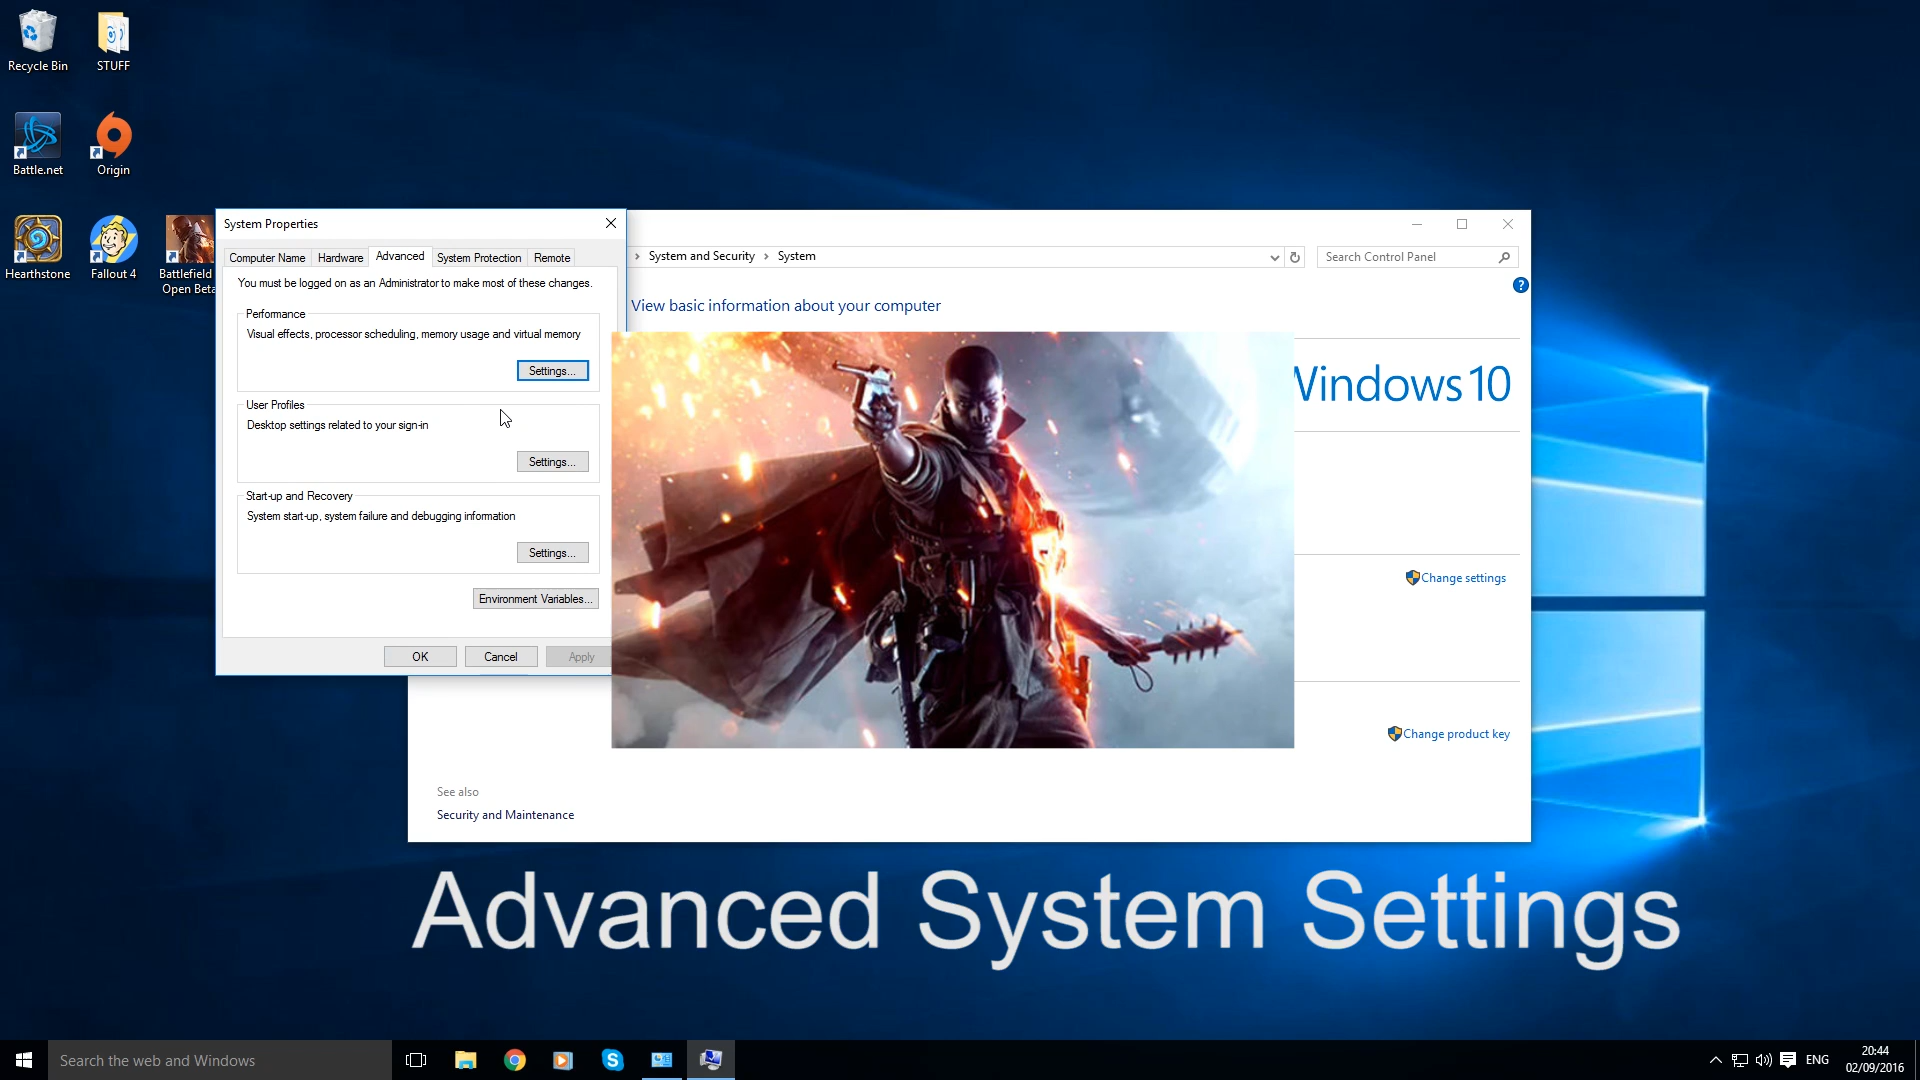 Recycle Bin
STUFF
Battle.net
Origin
Hearthstone
Fallout 4
Battlefield
Open Beta
System Properties
Computer Name
Hardware
Advanced
System Protection
Remote
You must be logged on as an Administrator to make most of these changes.
Performance
Visual effects, processor scheduling, memory usage and virtual memory
Settings...
User Profiles
Desktop settings related to your sign-in
Settings...
Start-up and Recovery
System start-up, system failure and debugging information
Settings...
Environment Variables...
OK
Cancel
Apply
› System and Security › System
Search Control Panel
?
View basic information about your computer
Windows 10
Change settings
Change product key
See also
Security and Maintenance
Advanced System Settings
Search the web and Windows
ENG
20:44
02/09/2016